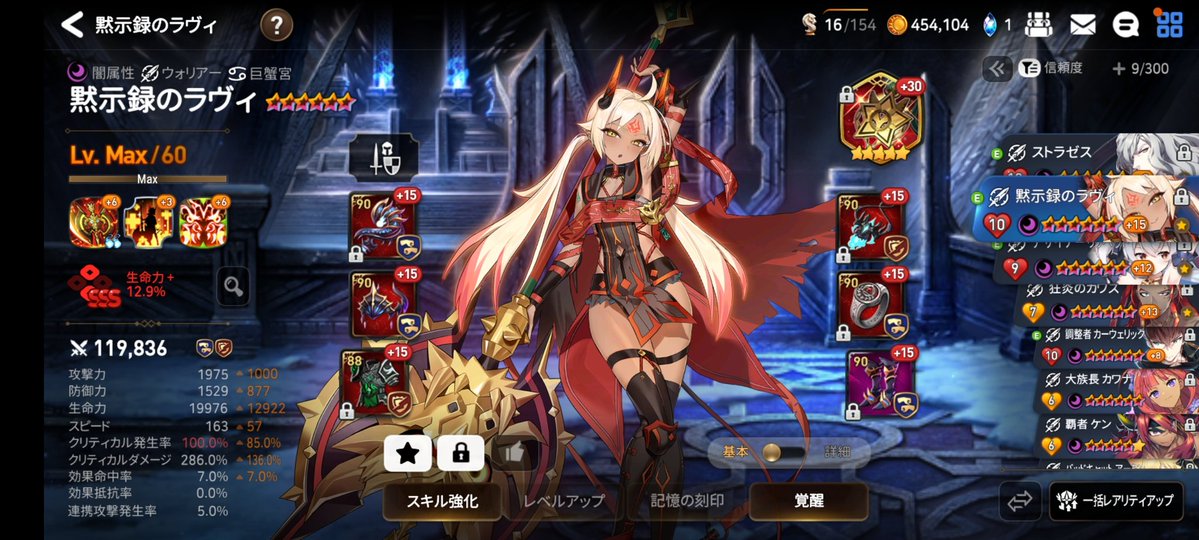 黙示録のラヴィ
?
16/154
454,104
1
闇属性 ウォリアー 巨蟹宮
黙示録のラヴィ
Lv. Max/60
Max
+6
+3
+6
SSS
生命力+
12.9%
119,836
攻撃力 1975 1000
防御力 1529 877
生命力 19976 12922
スピード 163 57
クリティカル発生率 100.0% 85.0%
クリティカルダメージ 286.0% 136.0%
効果命中率 7.0% 7.0%
効果抵抗率 0.0%
連携攻撃発生率 5.0%
90 +15
90 +15
88 +15
+30
90 +15
90 +15
90 +15
信頼度 + 9/300
E ストラゼス
E 黙示録のラヴィ
10 +15
9 +12
狂炎のカワズ
7 +13
E 調整者 カーウェリック
10 +8
大族長 カワナ
6
覇者 ケン
6
基本 詳細
スキル強化
レベルアップ
記憶の刻印
覚醒
一括レアリティアップ